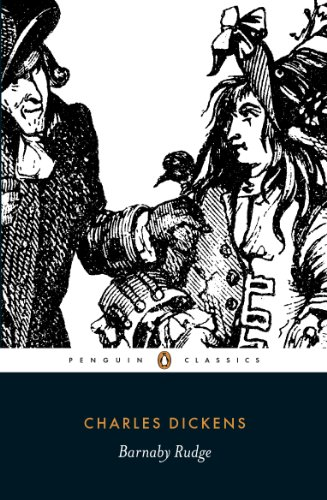 PENGUIN CLASSICS
CHARLES DICKENS
Barnaby Rudge